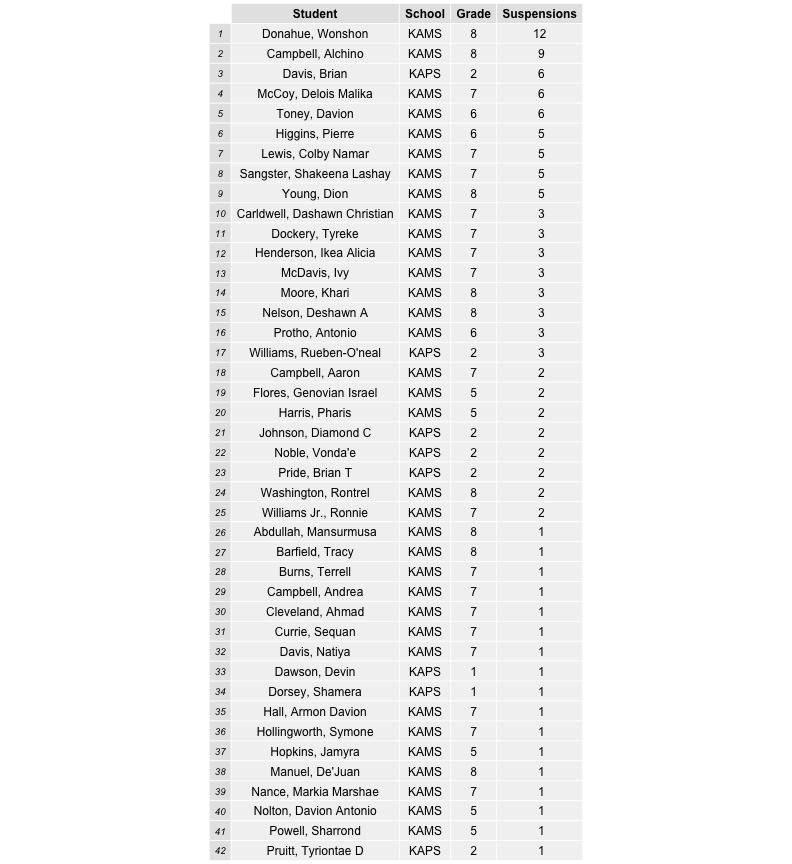 Student School Grade Suspensions
1 Donahue, Wonshon KAMS 8 12
2 Campbell, Alchino KAMS 8 9
3 Davis, Brian KAPS 2 6
4 McCoy, Delois Malika KAMS 7 6
5 Toney, Davion KAMS 6 6
6 Higgins, Pierre KAMS 6 5
7 Lewis, Colby Namar KAMS 7 5
8 Sangster, Shakeena Lashay KAMS 7 5
9 Young, Dion KAMS 8 5
10 Carldwell, Dashawn Christian KAMS 7 3
11 Dockery, Tyreke KAMS 7 3
12 Henderson, Ikea Alicia KAMS 7 3
13 McDavis, Ivy KAMS 7 3
14 Moore, Khari KAMS 8 3
15 Nelson, Deshawn A KAMS 8 3
16 Protho, Antonio KAMS 6 3
17 Williams, Rueben-O'neal KAPS 2 3
18 Campbell, Aaron KAMS 7 2
19 Flores, Genovian Israel KAMS 5 2
20 Harris, Pharis KAMS 5 2
21 Johnson, Diamond C KAPS 2 2
22 Noble, Vonda'e KAPS 2 2
23 Pride, Brian T KAPS 2 2
24 Washington, Rontrel KAMS 8 2
25 Williams Jr., Ronnie KAMS 7 2
26 Abdullah, Mansurmusa KAMS 8 1
27 Barfield, Tracy KAMS 8 1
28 Burns, Terrell KAMS 7 1
29 Campbell, Andrea KAMS 7 1
30 Cleveland, Ahmad KAMS 7 1
31 Currie, Sequan KAMS 7 1
32 Davis, Natiya KAMS 7 1
33 Dawson, Devin KAPS 1 1
34 Dorsey, Shamera KAPS 1 1
35 Hall, Armon Davion KAMS 7 1
36 Hollingworth, Symone KAMS 7 1
37 Hopkins, Jamyra KAMS 5 1
38 Manuel, De'Juan KAMS 8 1
39 Nance, Markia Marshae KAMS 7 1
40 Nolton, Davion Antonio KAMS 5 1
41 Powell, Sharrond KAMS 5 1
42 Pruitt, Tyriontae D KAPS 2 1